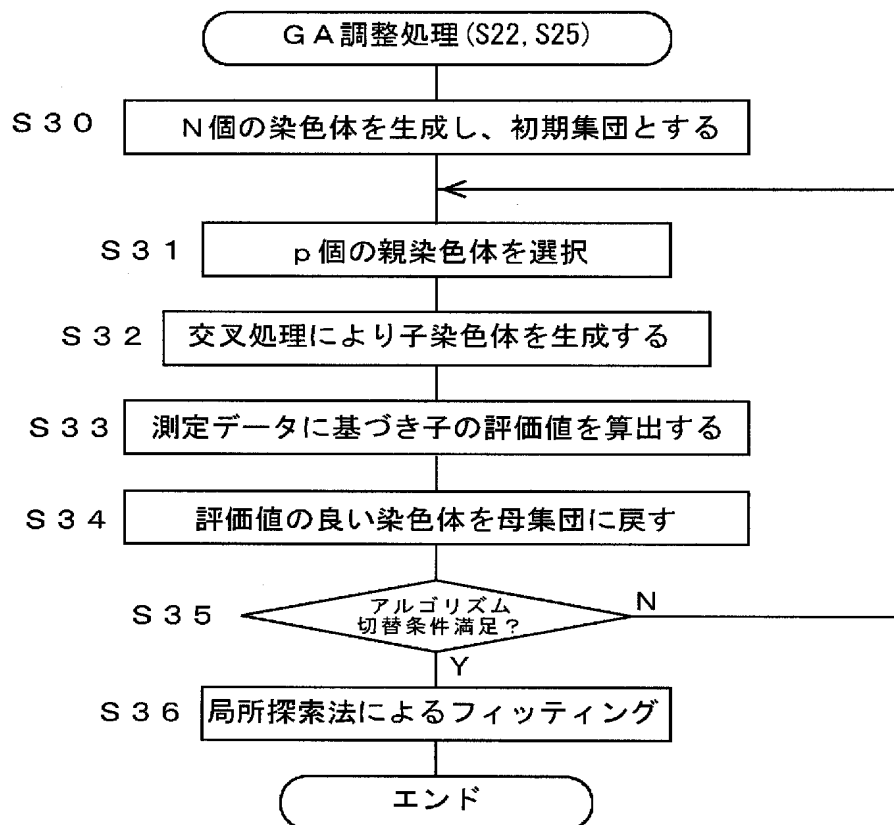 ＧＡ調整処理(S22, S25)
Ｓ３０ Ｎ個の染色体を生成し、初期集団とする
Ｓ３１ ｐ個の親染色体を選択
Ｓ３２ 交叉処理により子染色体を生成する
Ｓ３３ 測定データに基づき子の評価値を算出する
Ｓ３４ 評価値の良い染色体を母集団に戻す
Ｓ３５ アルゴリズム Ｎ
切替条件満足？
Ｙ
Ｓ３６ 局所探索法によるフィッティング
エンド